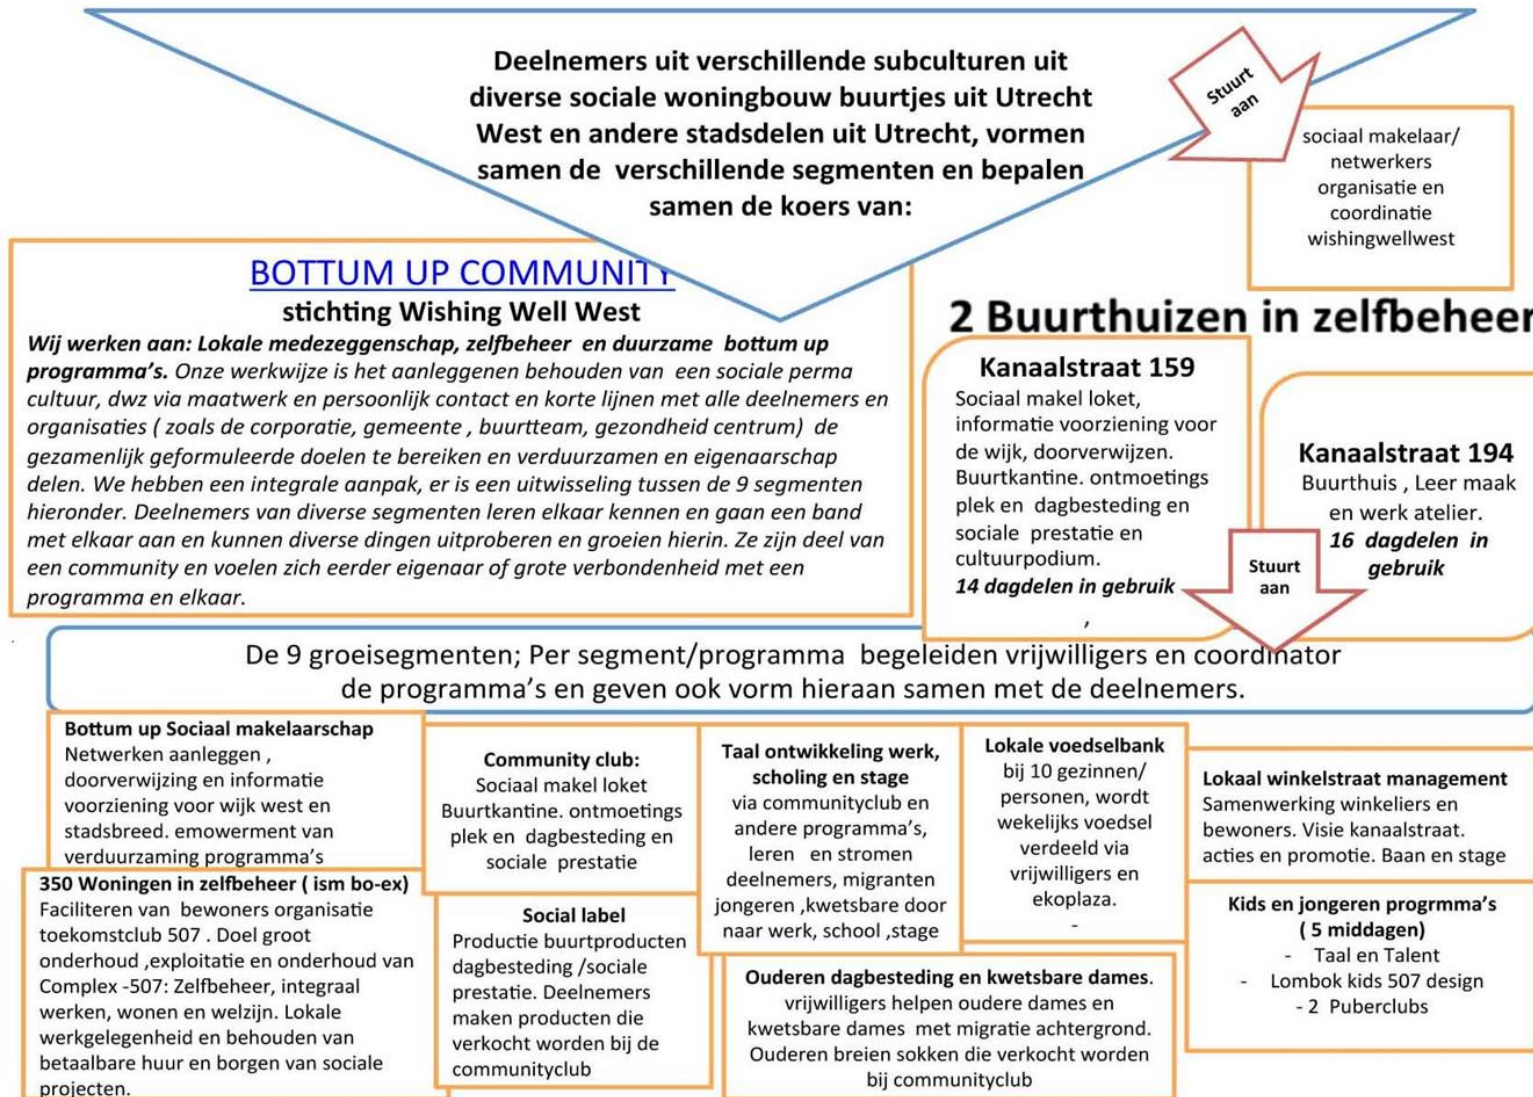 Deelnemers uit verschillende subculturen uit
diverse sociale woningbouw buurtjes uit Utrecht
West en andere stadsdelen uit Utrecht, vormen
samen de verschillende segmenten en bepalen
samen de koers van:
Stuurt
aan
sociaal makelaar/
netwerkers
organisatie en
coordinatie
wishingwellwest
BOTTUM UP COMMUNITY
stichting Wishing Well West
Wij werken aan: Lokale medezeggenschap, zelfbeheer en duurzame bottum up
programma's. Onze werkwijze is het aanleggenen behouden van een sociale perma
cultuur, dwz via maatwerk en persoonlijk contact en korte lijnen met alle deelnemers en
organisaties ( zoals de corporatie, gemeente , buurtteam, gezondheid centrum) de
gezamenlijk geformuleerde doelen te bereiken en verduurzamen en eigenaarschap
delen. We hebben een integrale aanpak, er is een uitwisseling tussen de 9 segmenten
hieronder. Deelnemers van diverse segmenten leren elkaar kennen en gaan een band
met elkaar aan en kunnen diverse dingen uitproberen en groeien hierin. Ze zijn deel van
een community en voelen zich eerder eigenaar of grote verbondenheid met een
programma en elkaar.
2 Buurthuizen in zelfbeheer
Kanaalstraat 159
Sociaal makel loket,
informatie voorziening voor
de wijk, doorverwijzen.
Buurtkantine. ontmoetings
plek en dagbesteding en
sociale prestatie en
cultuurpodium.
14 dagdelen in gebruik
,
Kanaalstraat 194
Buurthuis , Leer maak
en werk atelier.
16 dagdelen in
gebruik
Stuurt
aan
De 9 groeisegmenten; Per segment/programma begeleiden vrijwilligers en coordinator
de programma's en geven ook vorm hieraan samen met de deelnemers.
Bottum up Sociaal makelaarschap
Netwerken aanleggen ,
doorverwijzing en informatie
voorziening voor wijk west en
stadsbreed. emowerment van
verduurzaming programma's
350 Woningen in zelfbeheer ( ism bo-ex)
Faciliteren van bewoners organisatie
toekomstclub 507 . Doel groot
onderhoud ,exploitatie en onderhoud van
Complex -507: Zelfbeheer, integraal
werken, wonen en welzijn. Lokale
werkgelegenheid en behouden van
betaalbare huur en borgen van sociale
projecten.
Community club:
Sociaal makel loket
Buurtkantine. ontmoetings
plek en dagbesteding en
sociale prestatie
Social label
Productie buurtproducten
dagbesteding /sociale
prestatie. Deelnemers
maken producten die
verkocht worden bij de
communityclub
Taal ontwikkeling werk,
scholing en stage
via communityclub en
andere programma's,
leren en stromen
deelnemers, migranten
jongeren ,kwetsbare door
naar werk, school ,stage
Lokale voedselbank
bij 10 gezinnen/
personen, wordt
wekelijks voedsel
verdeeld via
vrijwilligers en
ekoplaza.
-
Ouderen dagbesteding en kwetsbare dames.
vrijwilligers helpen oudere dames en
kwetsbare dames met migratie achtergrond.
Ouderen breien sokken die verkocht worden
bij communityclub
Lokaal winkelstraat management
Samenwerking winkeliers en
bewoners. Visie kanaalstraat.
acties en promotie. Baan en stage
Kids en jongeren progrmma's
( 5 middagen)
- Taal en Talent
- Lombok kids 507 design
- 2 Puberclubs